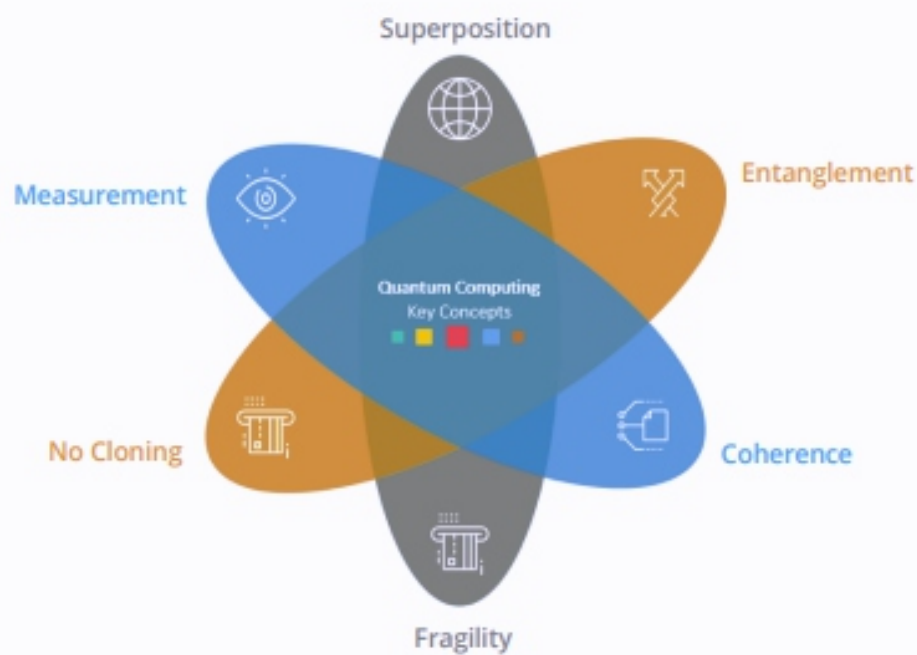 Superposition
Entanglement
Measurement
Quantum Computing
Key Concepts
No Cloning
Coherence
Fragility